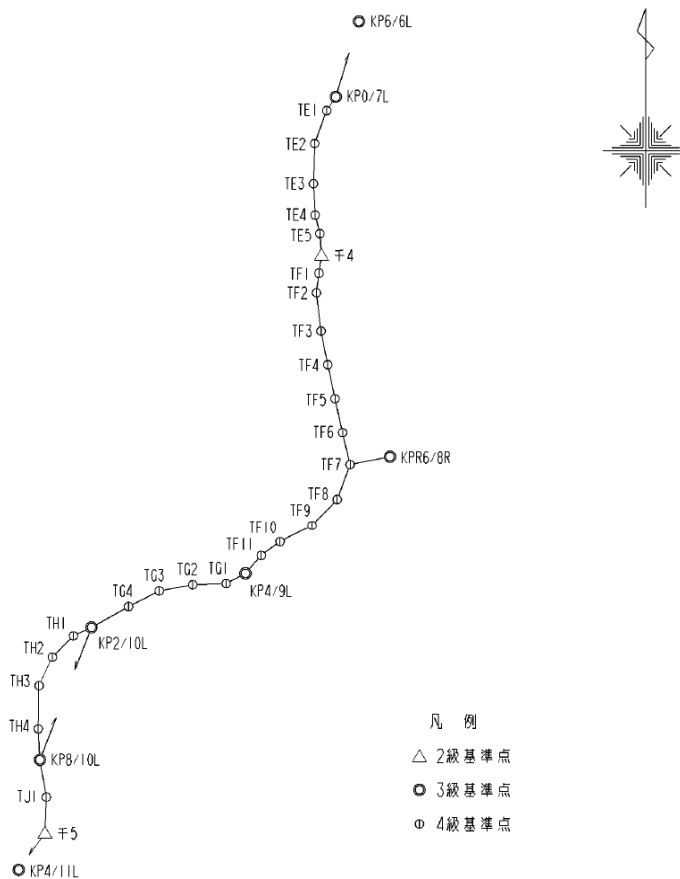 KP6/6L
KP0/7L
TE1
TE2
TE3
TE4
TE5
千4
TF1
TF2
TF3
TF4
TF5
TF6
TF7
KPR6/8R
TF8
TF9
TF10
TF11
KP4/9L
TG1
TG2
TG3
TG4
KP2/10L
TH1
TH2
TH3
TH4
KP8/10L
TJ1
千5
KP4/11L
凡 例
2級基準点
3級基準点
4級基準点